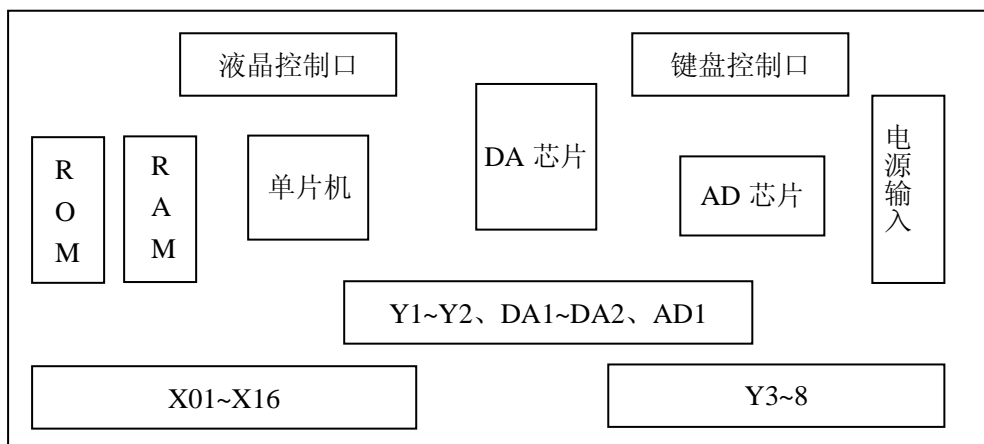 液晶控制口
键盘控制口
R
O
M
R
A
M
单片机
DA 芯片
AD 芯片
电
源
输
入
Y1~Y2、DA1~DA2、AD1
X01~X16
Y3~8